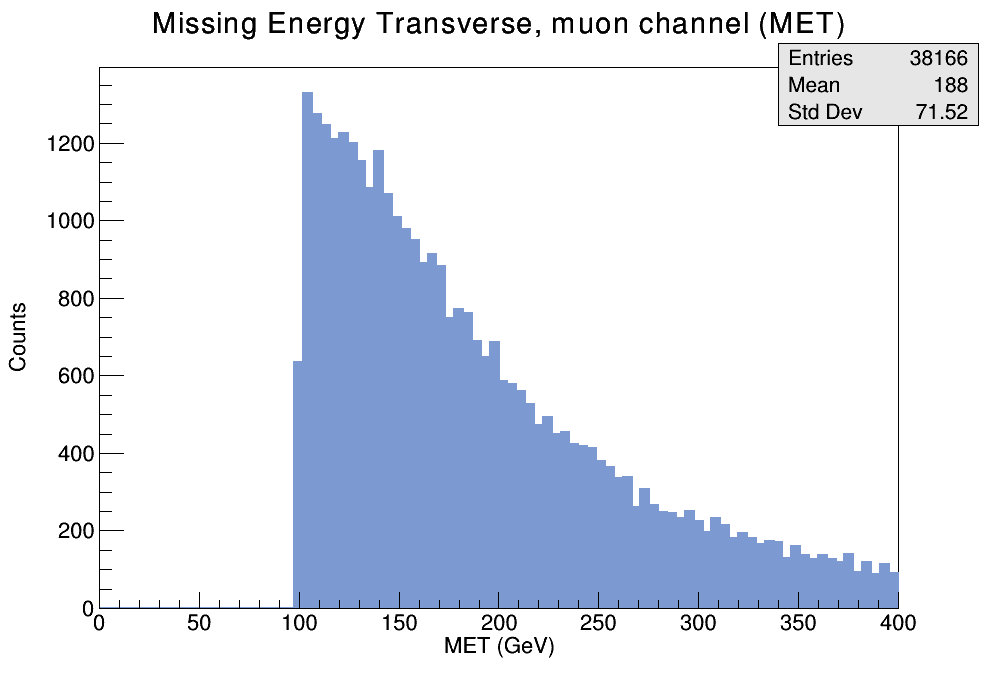 Missing Energy Transverse, muon channel (MET)
Entries 38166
Mean 188
Std Dev 71.52
1200
1000
800
600
400
200
0
Counts
0 50 100 150 200 250 300 350 400
MET (GeV)